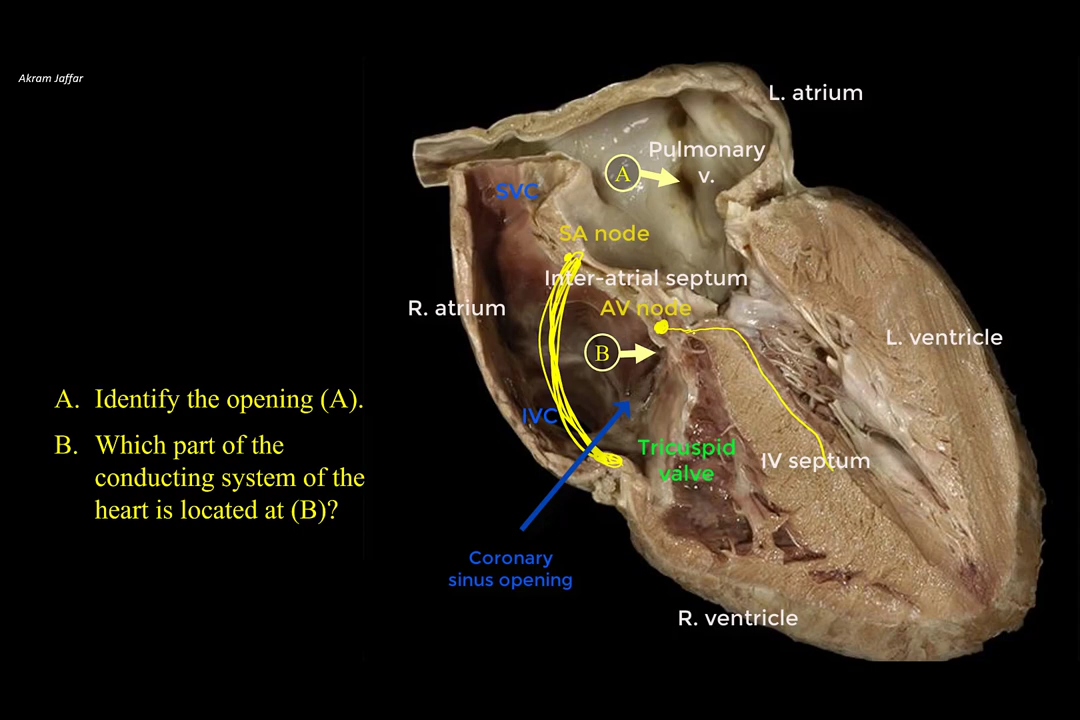 Akram Jaffar
L. atrium
Pulmonary
v.
A
SVC
SA node
Inter-atrial septum
R. atrium
AV node
L. ventricle
B
A. Identify the opening (A).
IVC
B. Which part of the
conducting system of the
heart is located at (B)?
Tricuspid
valve
IV septum
Coronary
sinus opening
R. ventricle